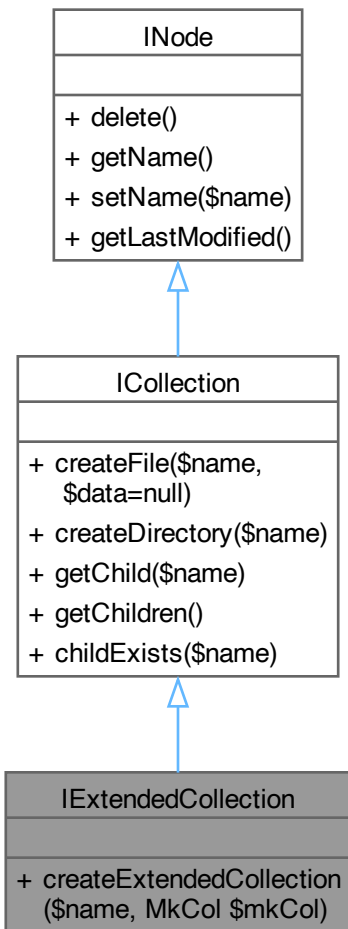 INode
+ delete()
+ getName()
+ setName($name)
+ getLastModified()
ICollection
+ createFile($name,
$data=null)
+ createDirectory($name)
+ getChild($name)
+ getChildren()
+ childExists($name)
IExtendedCollection
+ createExtendedCollection
($name, MkCol $mkCol)